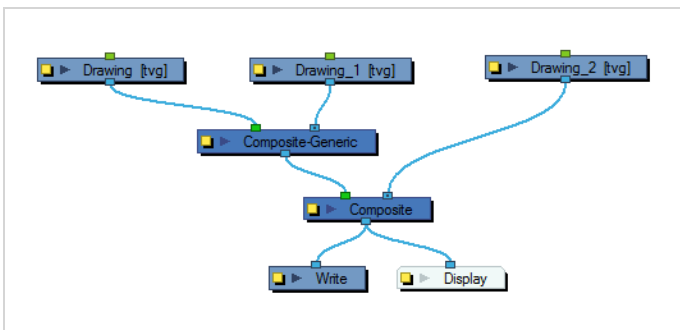 Drawing [tvg]
Drawing_1 [tvg]
Drawing_2 [tvg]
Composite-Generic
Composite
Write
Display